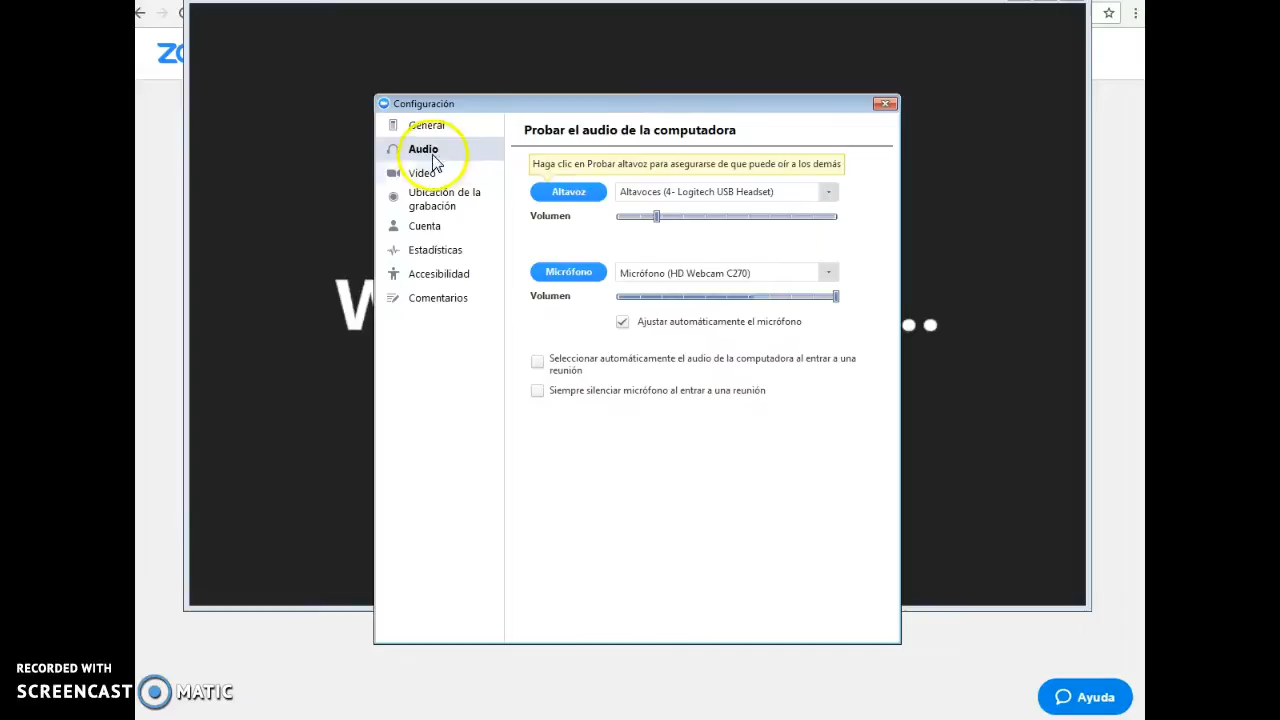 Configuración
General
Audio
Video
Ubicación de la
grabación
Cuenta
Estadísticas
Accesibilidad
Comentarios
Probar el audio de la computadora
Haga clic en Probar altavoz para asegurarse de que puede oír a los demás
Altavoz
Altavoces (4- Logitech USB Headset)
Volumen
Micrófono
Micrófono (HD Webcam C270)
Volumen
Ajustar automáticamente el micrófono
Seleccionar automáticamente el audio de la computadora al entrar a una
reunión
Siempre silenciar micrófono al entrar a una reunión
RECORDED WITH
SCREENCAST MATIC
Ayuda